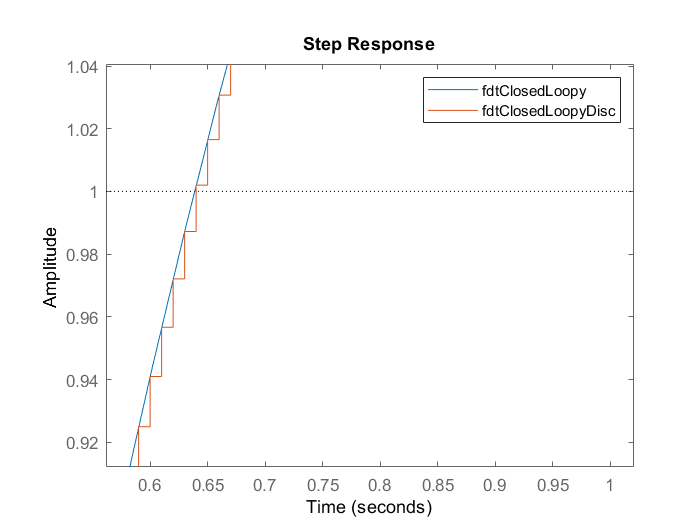 Step Response
fdtClosedLoopy
fdtClosedLoopyDisc
1.04
1.02
1
0.98
0.96
0.94
0.92
Amplitude
0.6 0.65 0.7 0.75 0.8 0.85 0.9 0.95 1
Time (seconds)